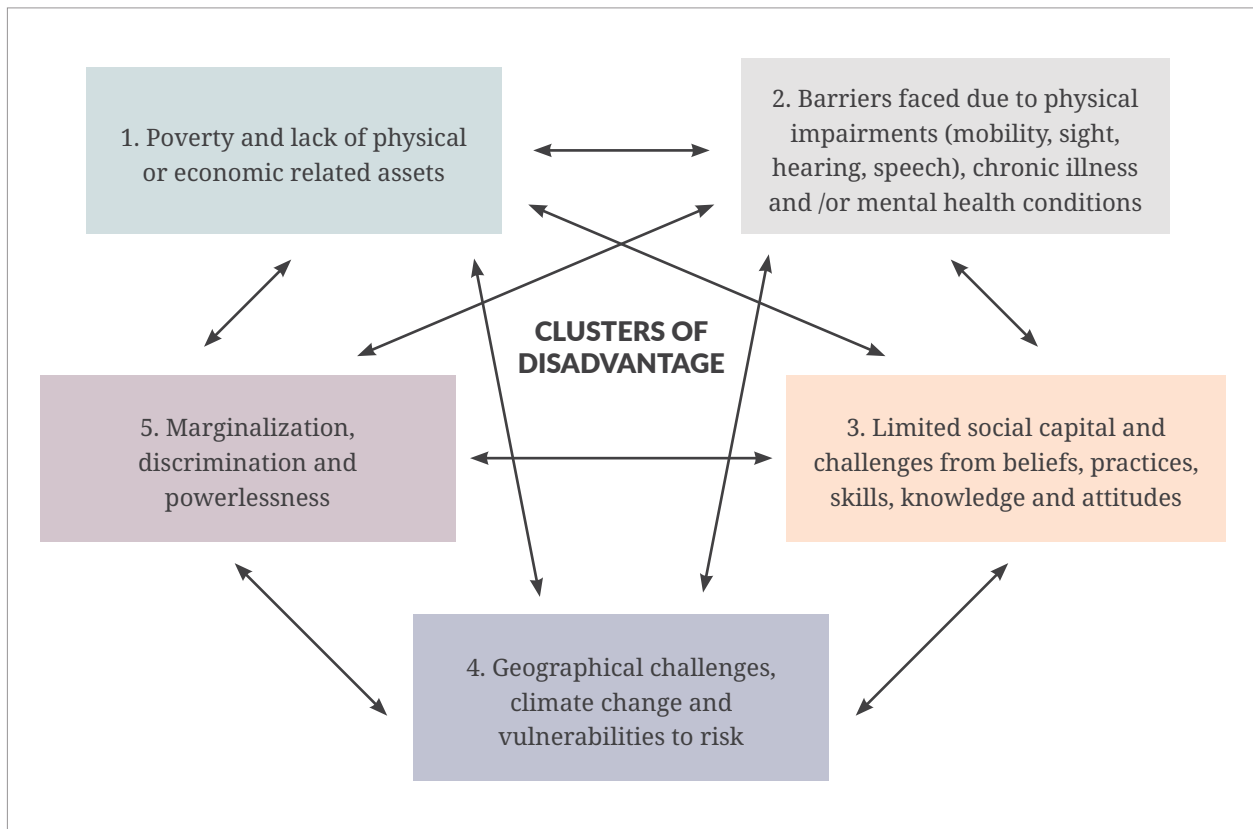 1. Poverty and lack of physical
or economic related assets
2. Barriers faced due to physical
impairments (mobility, sight,
hearing, speech), chronic illness
and /or mental health conditions
CLUSTERS OF
DISADVANTAGE
5. Marginalization,
discrimination and
powerlessness
3. Limited social capital and
challenges from beliefs, practices,
skills, knowledge and attitudes
4. Geographical challenges,
climate change and
vulnerabilities to risk